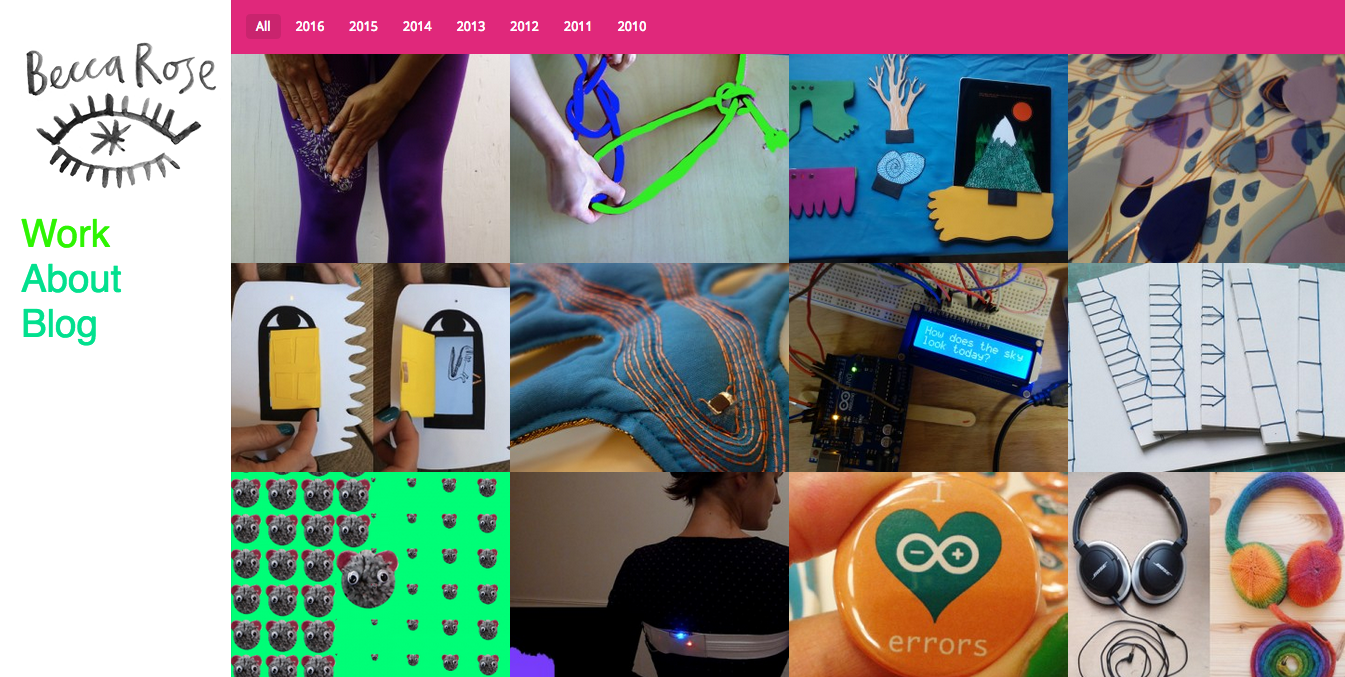 Becca Rose
Work
About
Blog
All 2016 2015 2014 2013 2012 2011 2010
How does the sky
look today?
I
errors
BOSE